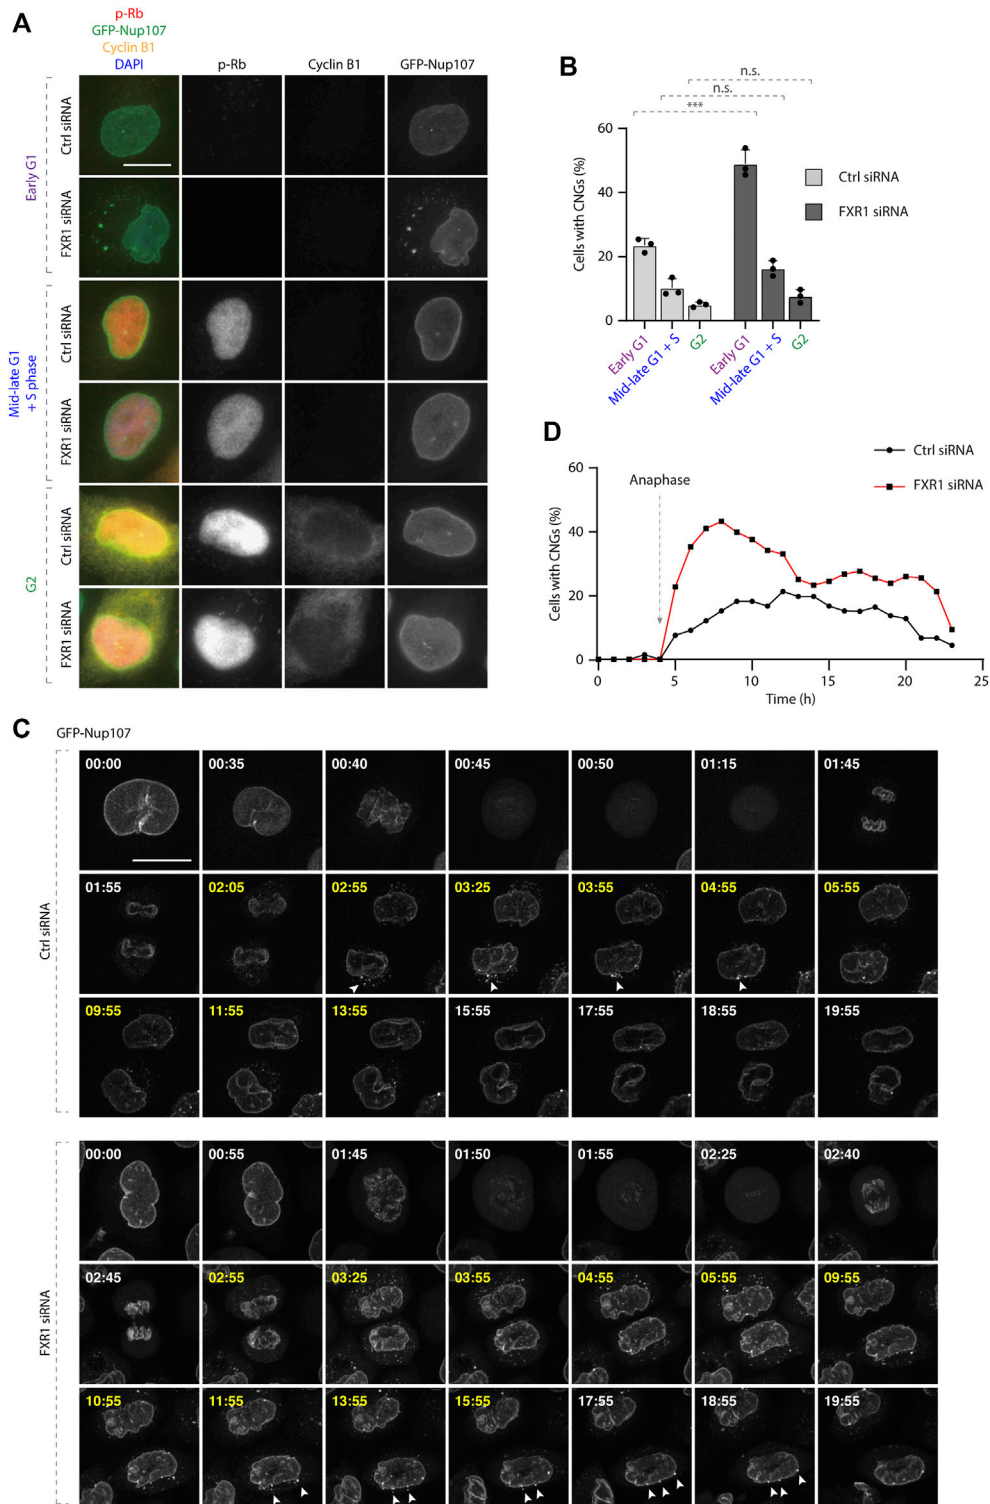 A
p-Rb
GFP-Nup107
Cyclin B1
DAPI
p-Rb
Cyclin B1
GFP-Nup107
Early G1
Ctrl siRNA
FXR1 siRNA
Mid-late G1
+ S phase
Ctrl siRNA
FXR1 siRNA
G2
Ctrl siRNA
FXR1 siRNA
B
n.s.
n.s.
***
Cells with CNGs (%)
60
40
20
0
Early G1
Mid-late G1 + S
G2
Early G1
Mid-late G1 + S
G2
Ctrl siRNA
FXR1 siRNA
D
Ctrl siRNA
FXR1 siRNA
Anaphase
Cells with CNGs (%)
60
40
20
0
0 5 10 15 20 25
Time (h)
C
GFP-Nup107
Ctrl siRNA
00:00 00:35 00:40 00:45 00:50 01:15 01:45
01:55 02:05 02:55 03:25 03:55 04:55 05:55
09:55 11:55 13:55 15:55 17:55 18:55 19:55
FXR1 siRNA
00:00 00:55 01:45 01:50 01:55 02:25 02:40
02:45 02:55 03:25 03:55 04:55 05:55 09:55
10:55 11:55 13:55 15:55 17:55 18:55 19:55